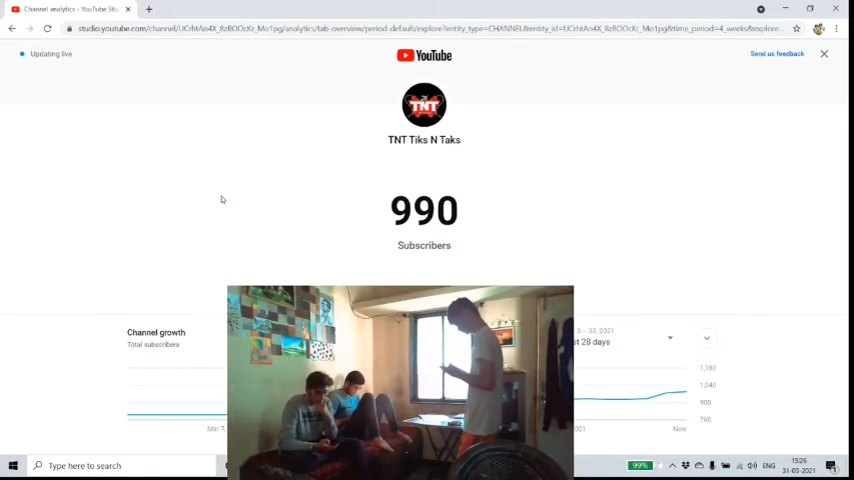 Channel analytics - YouTube Stu
studio.youtube.com/channel/UCrhtAn4X_8zBOOcKr_Mo1pg/analytics/tab-overview/period-default/explore?entity_type=CHANNEL&entity_id=UCrhtAn4X_8zBOOcKr_Mo1pg&time_period=4_weeks&explore...
Updating live
YouTube
Send us feedback
TNT
TNT Tiks N Taks
990
Subscribers
Channel growth
Total subscribers
3 – 30, 2021
st 28 days
1,180
1,040
900
760
Mar 7,
2021
Now
Type here to search
99%
ENG
15:26
31-03-2021